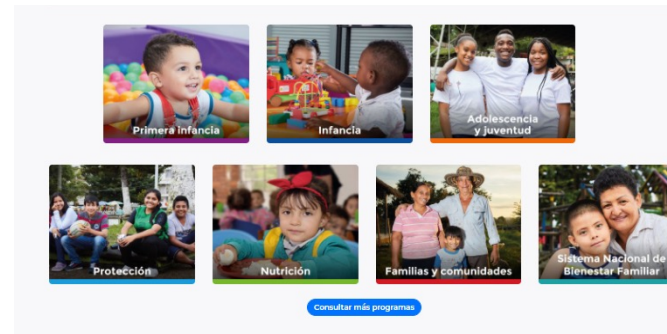 Primera infancia
Infancia
Adolescencia
y juventud
Protección
Nutrición
Familias y comunidades
Sistema Nacional de
Bienestar Familiar
Consultar más programas